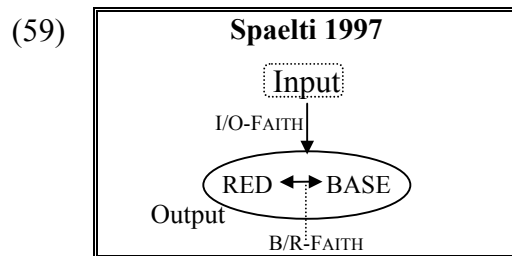 (59)
Spaelti 1997
Input
I/O-FAITH
RED BASE
Output
B/R-FAITH